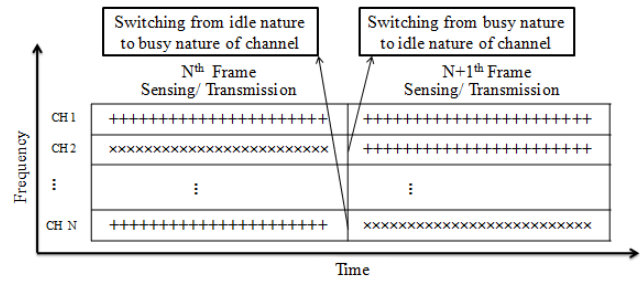 Switching from idle nature
to busy nature of channel
Switching from busy nature
to idle nature of channel
Nth Frame
Sensing/ Transmission
N+1th Frame
Sensing/ Transmission
Frequency
CH 1
+++++++++++++++++++++++
+++++++++++++++++++++++
CH 2
××××××××××××××××××××××××××
+++++++++++++++++++++++
⋮
⋮
⋮
CH N
++++++++++++++++++++++
××××××××××××××××××××××××××
Time